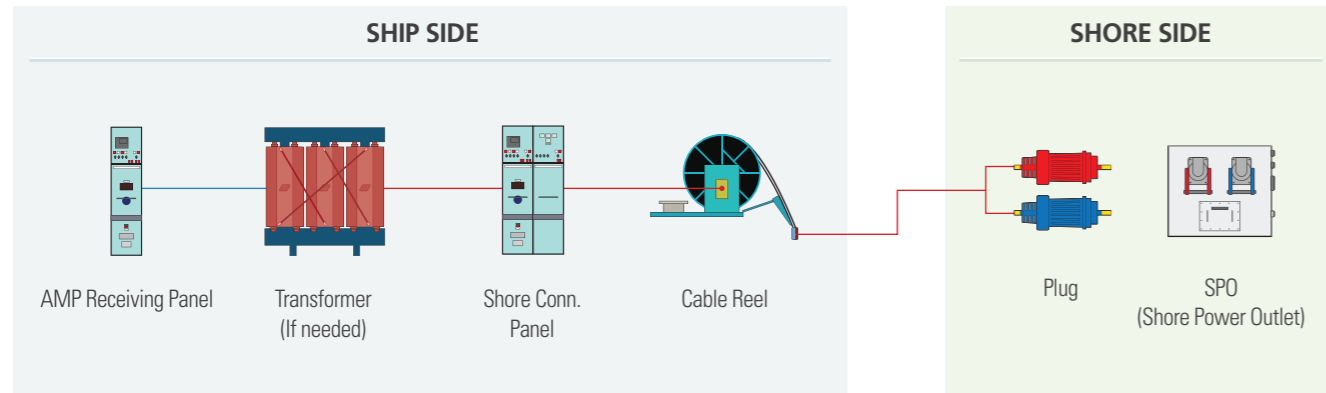 SHIP SIDE
SHORE SIDE
AMP Receiving Panel
Transformer
(If needed)
Shore Conn.
Panel
Cable Reel
Plug
SPO
(Shore Power Outlet)